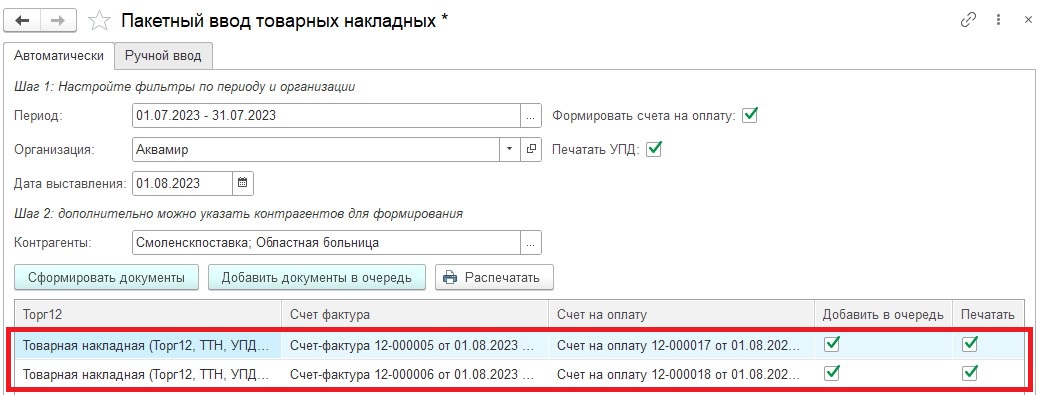 Пакетный ввод товарных накладных *
Автоматически Ручной ввод
Шаг 1: Настройте фильтры по периоду и организации
Период: 01.07.2023 - 31.07.2023 ... Формировать счета на оплату:
Организация: Аквамир Печатать УПД:
Дата выставления: 01.08.2023
Шаг 2: дополнительно можно указать контрагентов для формирования
Контрагенты: Смоленскпоставка; Областная больница ...
Сформировать документы Добавить документы в очередь Распечатать
Торг12 Счет фактура Счет на оплату Добавить в очередь Печатать
Товарная накладная (Торг12, ТТН, УПД... Счет-фактура 12-000005 от 01.08.2023 ... Счет на оплату 12-000017 от 01.08.202...
Товарная накладная (Торг12, ТТН, УПД... Счет-фактура 12-000006 от 01.08.2023 ... Счет на оплату 12-000018 от 01.08.202...